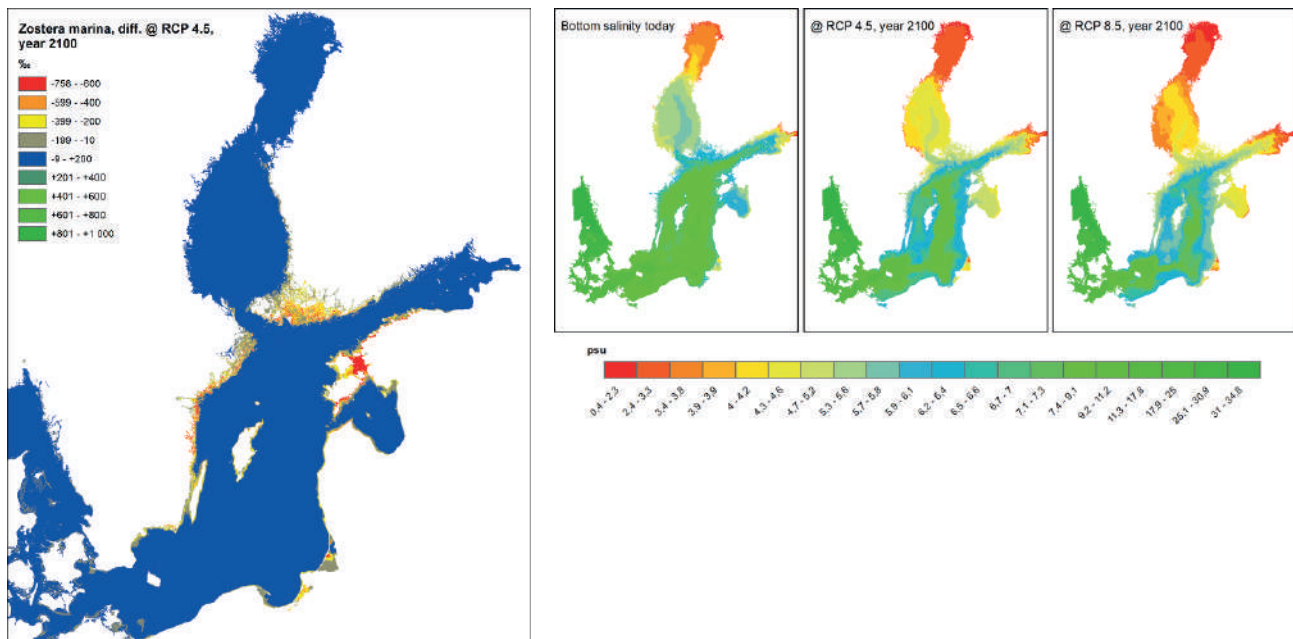 Zostera marina, diff. @ RCP 4.5,
year 2100
‰
-756 - -600
-599 - -400
-399 - -200
-199 - -10
-9 - +200
+201 - +400
+401 - +600
+601 - +800
+801 - +1 000
Bottom salinity today
@ RCP 4.5, year 2100
@ RCP 8.5, year 2100
psu
0,4 - 2,3
2,4 - 3,3
3,4 - 3,8
3,9 - 3,9
4 - 4,2
4,3 - 4,6
4,7 - 5,2
5,3 - 5,6
5,7 - 5,8
5,9 - 6,1
6,2 - 6,4
6,5 - 6,6
6,7 - 7
7,1 - 7,3
7,4 - 9,1
9,2 - 11,2
11,3 - 17,8
17,9 - 25
25,1 - 30,9
31 - 34,8